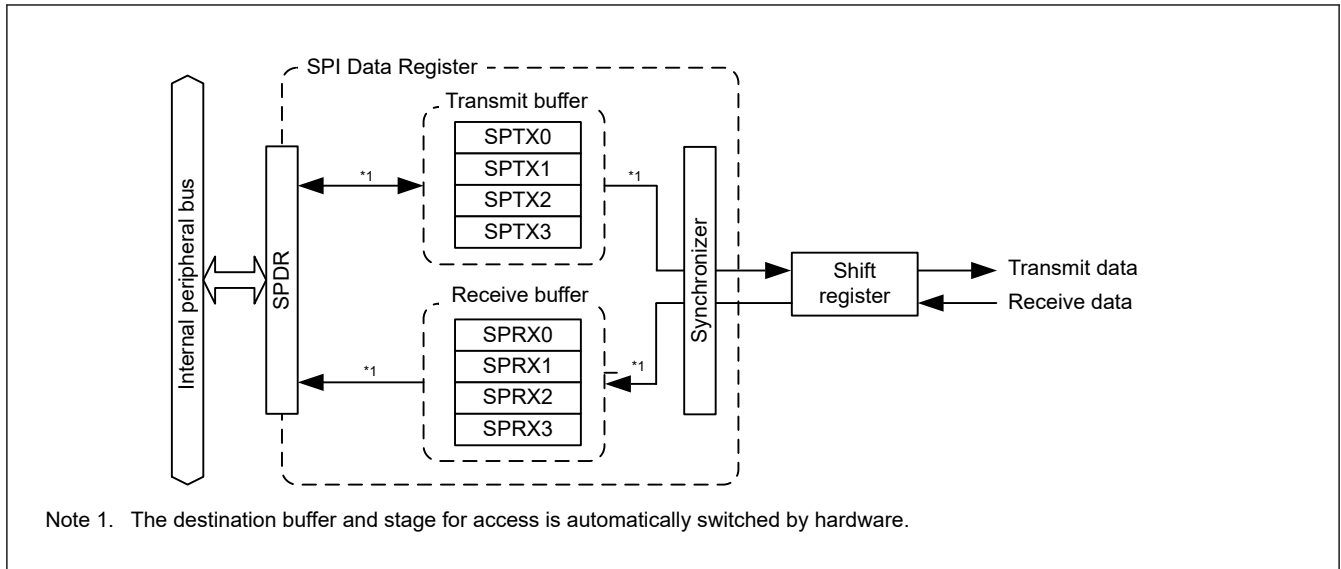 SPI Data Register
Transmit buffer
SPTX0
SPTX1
SPTX2
SPTX3
*1
*1
Internal peripheral bus
SPDR
Synchronizer
Shift
register
Transmit data
Receive data
Receive buffer
SPRX0
SPRX1
SPRX2
SPRX3
*1
*1
Note 1. The destination buffer and stage for access is automatically switched by hardware.